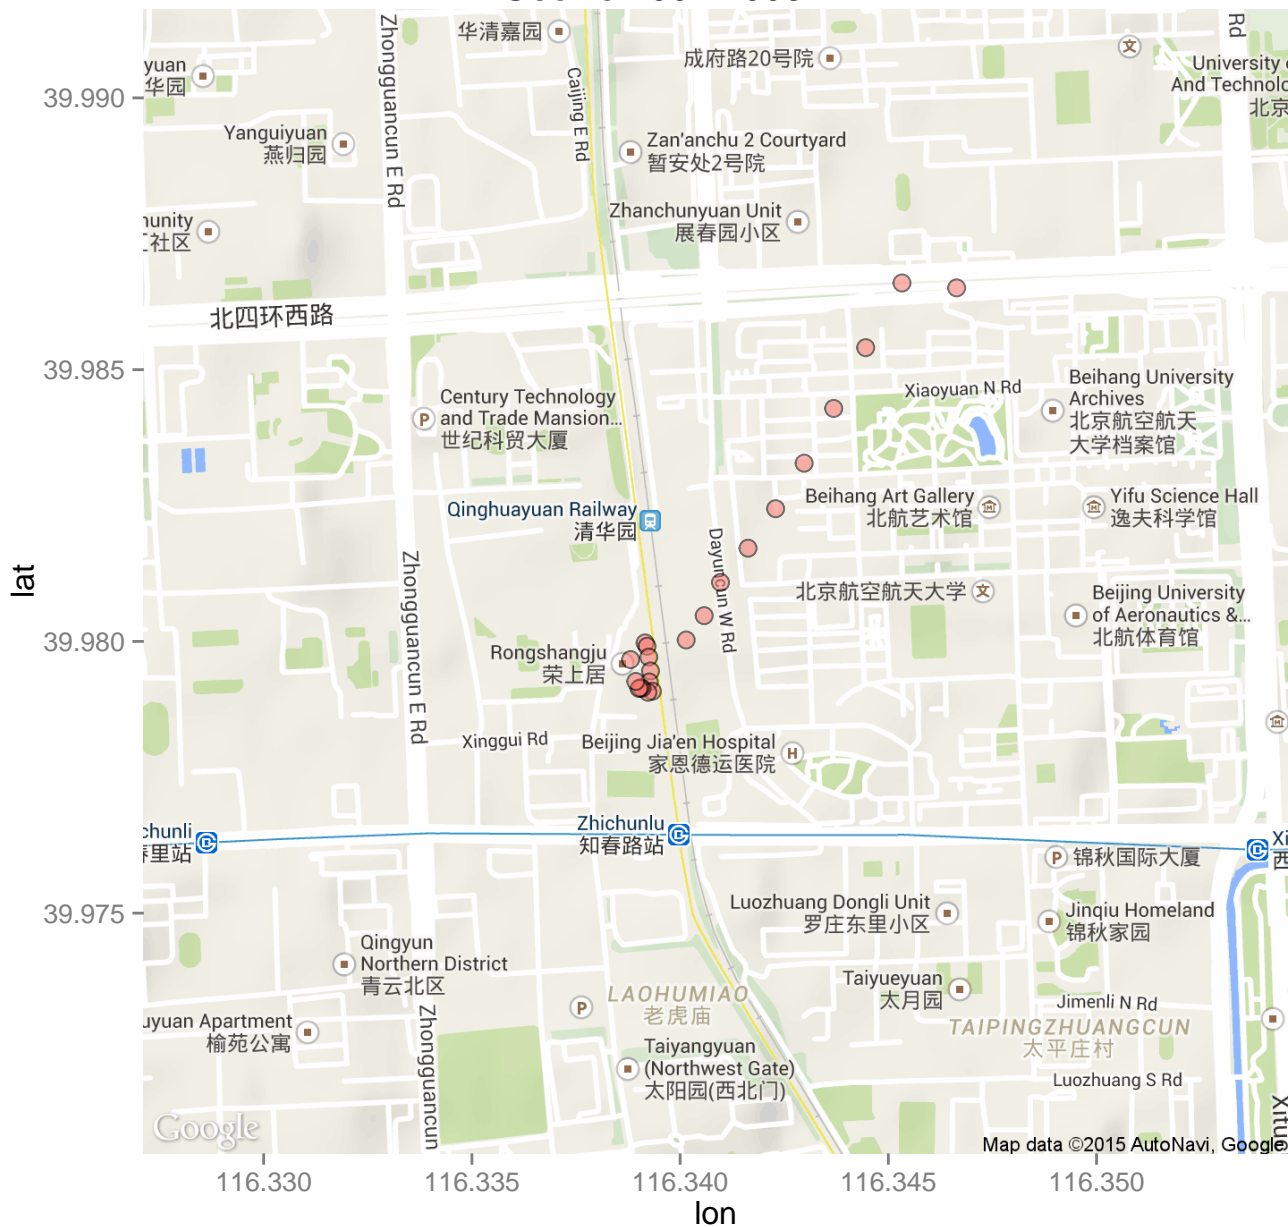 华清嘉园
成府路20号院
Rd
yuan
华园
University
And Technolo
北京
Zhongguancun E Rd
Caijing E Rd
39.990
Yanguiyuan
燕归园
Zan'anchu 2 Courtyard
暂安处2号院
Zhanchunyuan Unit
展春园小区
社区
北四环西路
39.985
Century Technology
and Trade Mansion...
世纪科贸大厦
Xiaoyuan N Rd
Beihang University
Archives
北京航空航天
大学档案馆
Qinghuayuan Railway
清华园
Beihang Art Gallery
北航艺术馆
Yifu Science Hall
逸夫科学馆
Zhongguancun E Rd
Dayuncun W Rd
北京航空航天大学
Beijing University
of Aeronautics &...
北航体育馆
lat
39.980
Rongshangju
荣上居
Xinggui Rd
Beijing Jia'en Hospital
家恩德运医院
chunli
里站
Zhichunlu
知春路站
Xi
西
锦秋国际大厦
39.975
Luozhuang Dongli Unit
罗庄东里小区
Jinqiu Homeland
锦秋家园
Qingyun
Northern District
青云北区
Taiyueyuan
太月园
LAOHUMIAO
老虎庙
Jimenli N Rd
TAIPINGZHUANGCUN
太平庄村
uyuan Apartment
榆苑公寓
Zhongguancun
Taiyangyuan
(Northwest Gate)
太阳园(西北门)
Luozhuang S Rd
Xitu
Google
Map data ©2015 AutoNavi, Google
116.330
116.335
116.340
116.345
116.350
lon